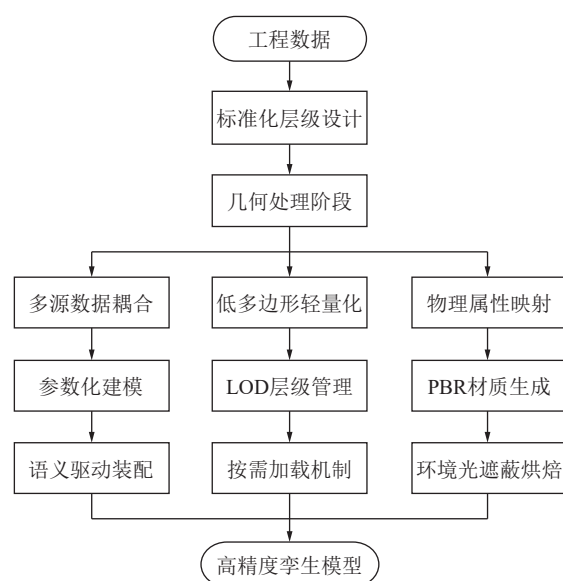 工程数据
标准化层级设计
几何处理阶段
多源数据耦合
低多边形轻量化
物理属性映射
参数化建模
LOD层级管理
PBR材质生成
语义驱动装配
按需加载机制
环境光遮蔽烘焙
高精度孪生模型